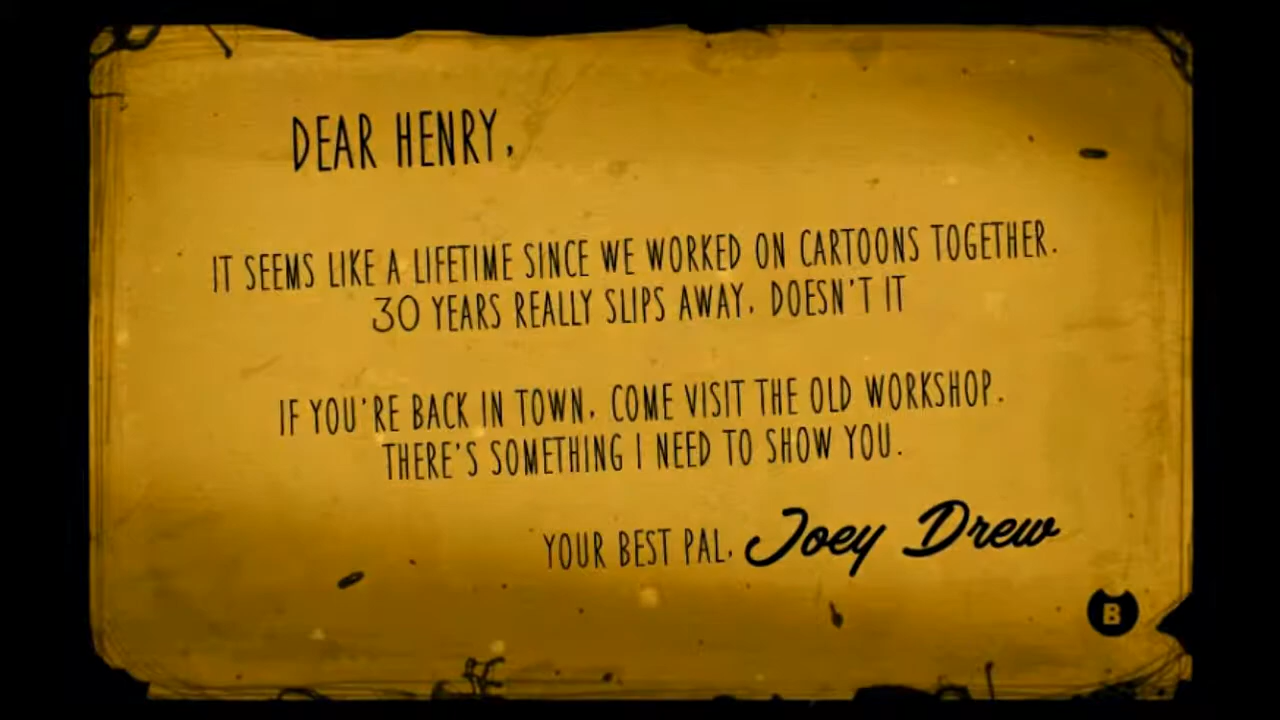 DEAR HENRY,
IT SEEMS LIKE A LIFETIME SINCE WE WORKED ON CARTOONS TOGETHER.
30 YEARS REALLY SLIPS AWAY, DOESN'T IT
IF YOU'RE BACK IN TOWN, COME VISIT THE OLD WORKSHOP.
THERE'S SOMETHING I NEED TO SHOW YOU.
YOUR BEST PAL, Joey Drew
B